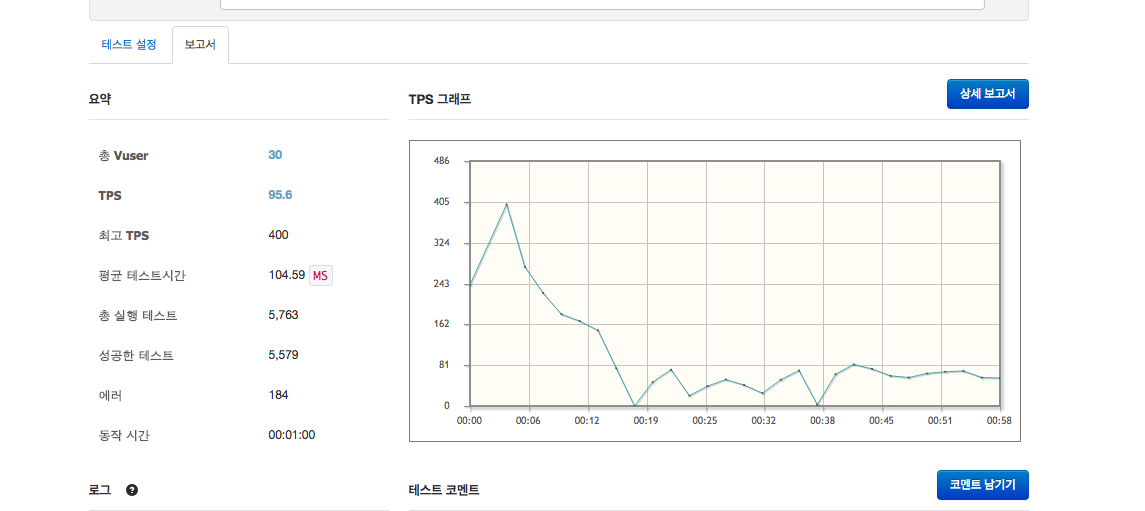 테스트 설정
보고서
요약
총 Vuser 30
TPS 95.6
최고 TPS 400
평균 테스트시간 104.59 MS
총 실행 테스트 5,763
성공한 테스트 5,579
에러 184
동작 시간 00:01:00
로그 ?
TPS 그래프
상세 보고서
486
405
324
243
162
81
0
00:00 00:06 00:12 00:19 00:25 00:32 00:38 00:45 00:51 00:58
테스트 코멘트
코멘트 남기기